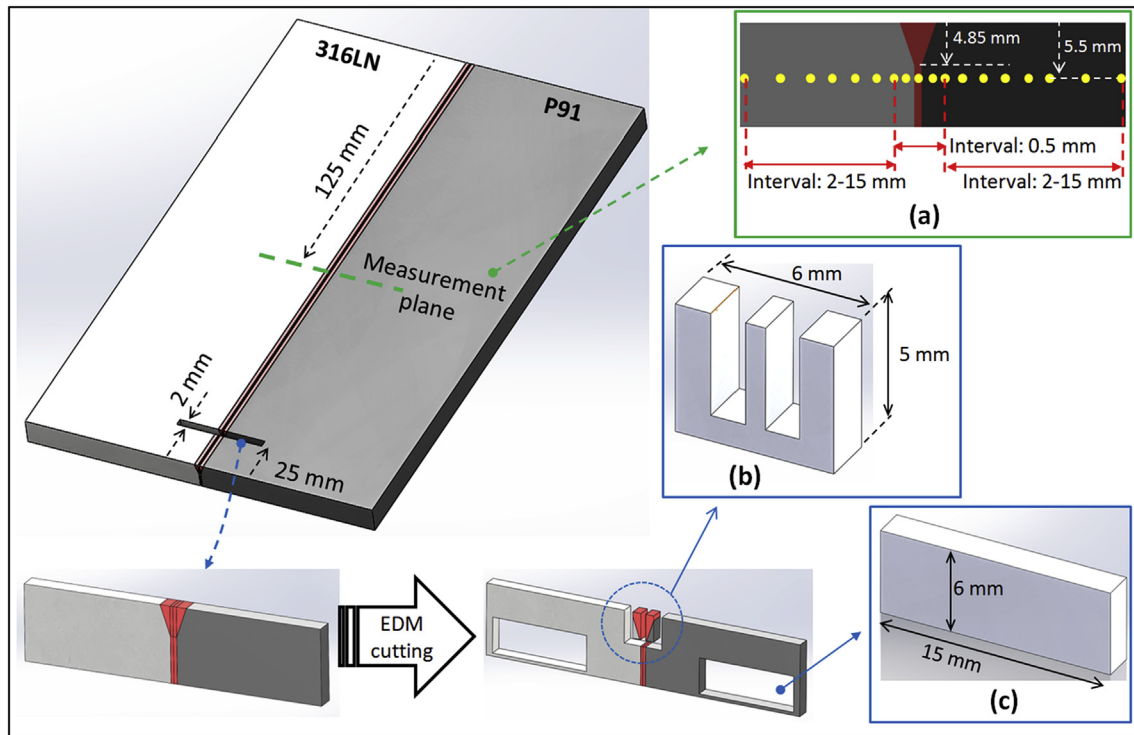 316LN
P91
125 mm
Measurement
plane
2 mm
25 mm
4.85 mm
5.5 mm
Interval: 0.5 mm
Interval: 2-15 mm
Interval: 2-15 mm
(a)
6 mm
5 mm
(b)
EDM
cutting
6 mm
15 mm
(c)